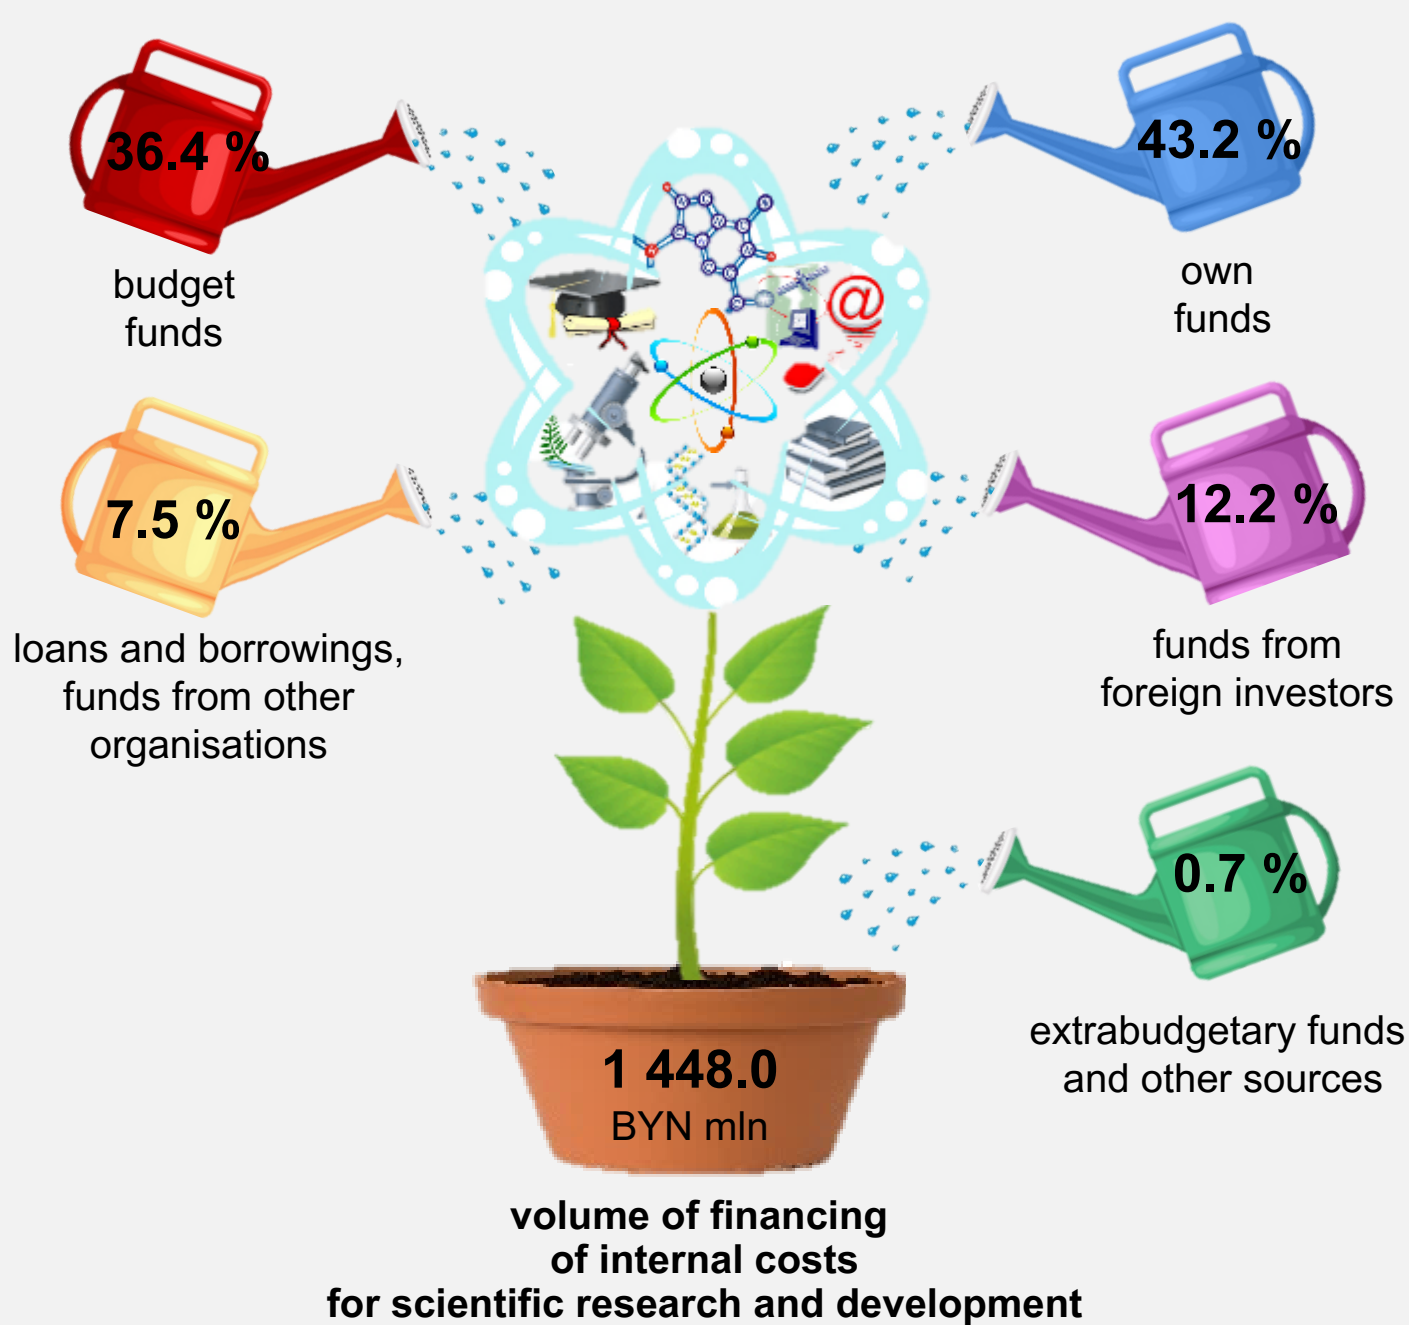 36.4 %
budget
funds
43.2 %
own
funds
@
7.5 %
loans and borrowings,
funds from other
organisations
12.2 %
funds from
foreign investors
0.7 %
extrabudgetary funds
and other sources
1 448.0
BYN mln
volume of financing
of internal costs
for scientific research and development